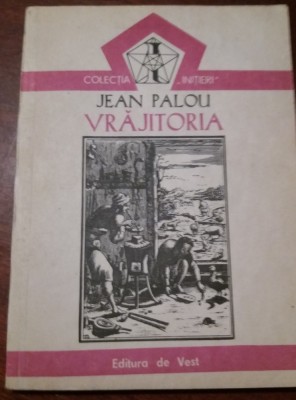 COLECȚIA „INIȚIERI"
JEAN PALOU
VRĂJITORIA
Editura de Vest